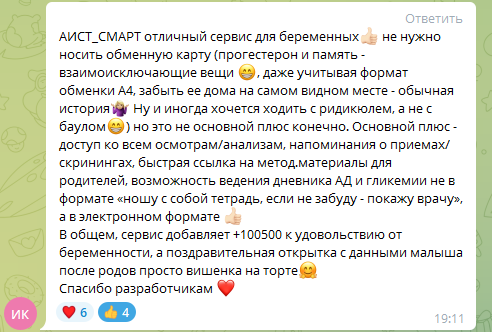 Ответить
АИСТ_СМАРТ отличный сервис для беременных👍🏻 не нужно
носить обменную карту (прогестерон и память -
взаимоисключающие вещи 😁, даже учитывая формат
обменки А4, забыть ее дома на самом видном месте - обычная
история🤷🏼‍♀️ Ну и иногда хочется ходить с ридикюлем, а не с
баулом😁) но это не основной плюс конечно. Основной плюс -
доступ ко всем осмотрам/анализам, напоминания о приемах/
скринингах, быстрая ссылка на метод.материалы для
родителей, возможность ведения дневника АД и гликемии не в
формате «ношу с собой тетрадь, если не забуду - покажу врачу»,
а в электронном формате 👍🏻
В общем, сервис добавляет +100500 к удовольствию от
беременности, а поздравительная открытка с данными малыша
после родов просто вишенка на торте🤗
Спасибо разработчикам ❤️
ИК
❤️ 6 👍 4
19:11